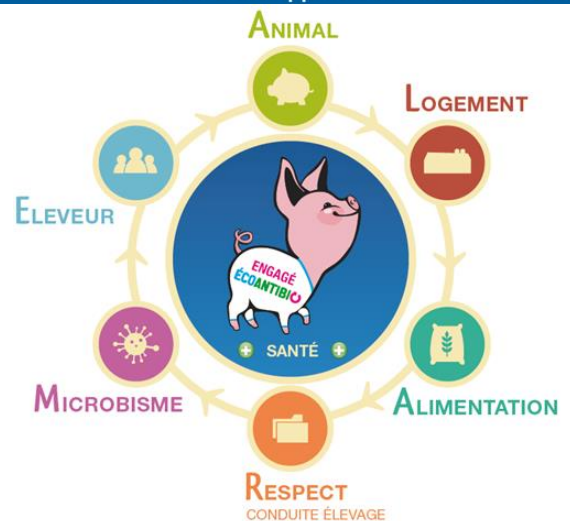 ANIMAL
LOGEMENT
ELEVEUR
ENGAGÉ
ÉCOANTIBIO
SANTÉ
MICROBISME
ALIMENTATION
RESPECT
CONDUITE ÉLEVAGE